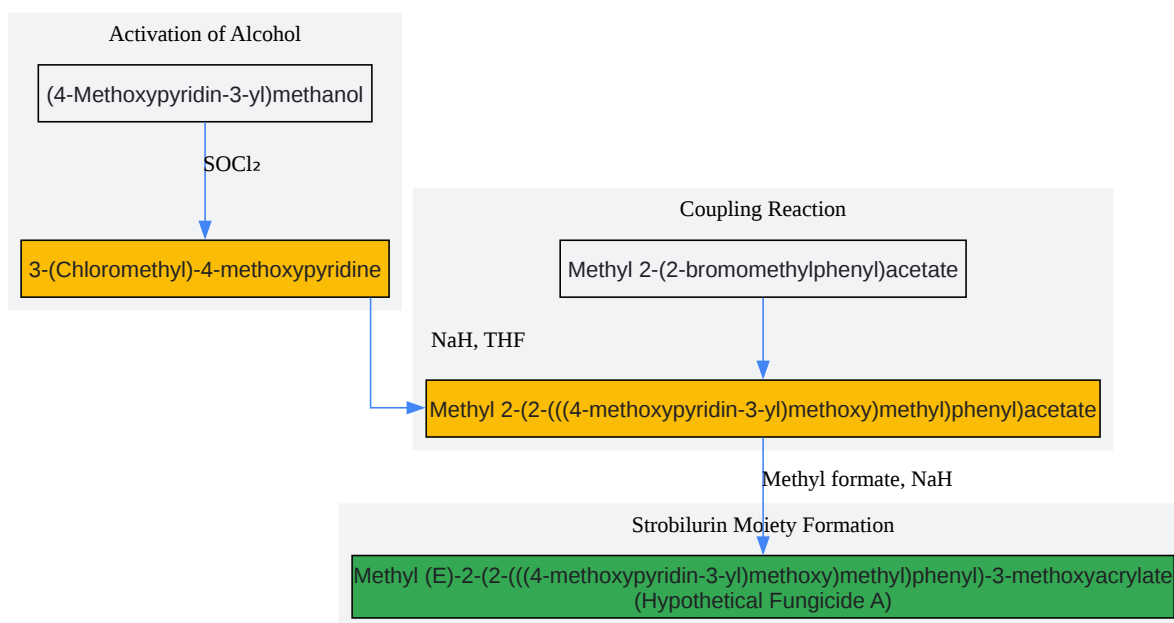 Activation of Alcohol
(4-Methoxypyridin-3-yl)methanol
SOCl₂
3-(Chloromethyl)-4-methoxypyridine
Coupling Reaction
Methyl 2-(2-bromomethylphenyl)acetate
NaH, THF
Methyl 2-(2-(((4-methoxypyridin-3-yl)methoxy)methyl)phenyl)acetate
Methyl formate, NaH
Strobilurin Moiety Formation
Methyl (E)-2-(2-(((4-methoxypyridin-3-yl)methoxy)methyl)phenyl)-3-methoxyacrylate
(Hypothetical Fungicide A)